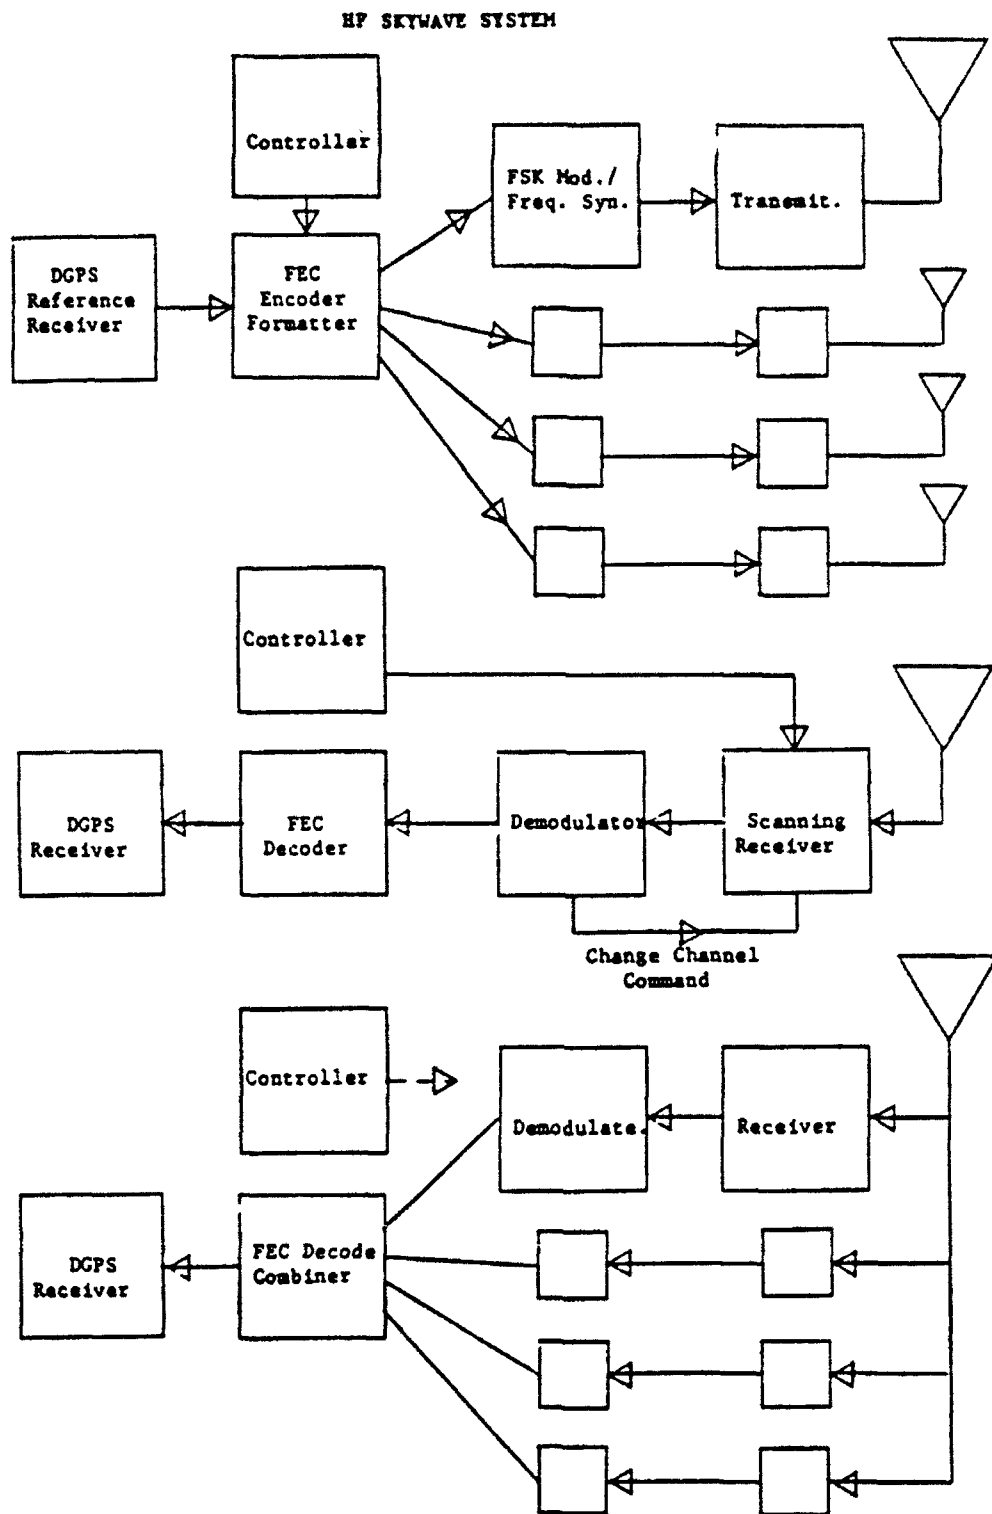 HF SKYWAVE SYSTEM
Controller
FSK Mod./
Freq. Syn.
Transmit.
DGPS
Reference
Receiver
FEC
Encoder
Formatter
Controller
DGPS
Receiver
FEC
Decoder
Demodulator
Scanning
Receiver
Change Channel
Command
Controller
Demodulate.
Receiver
DGPS
Receiver
FEC Decode
Combiner